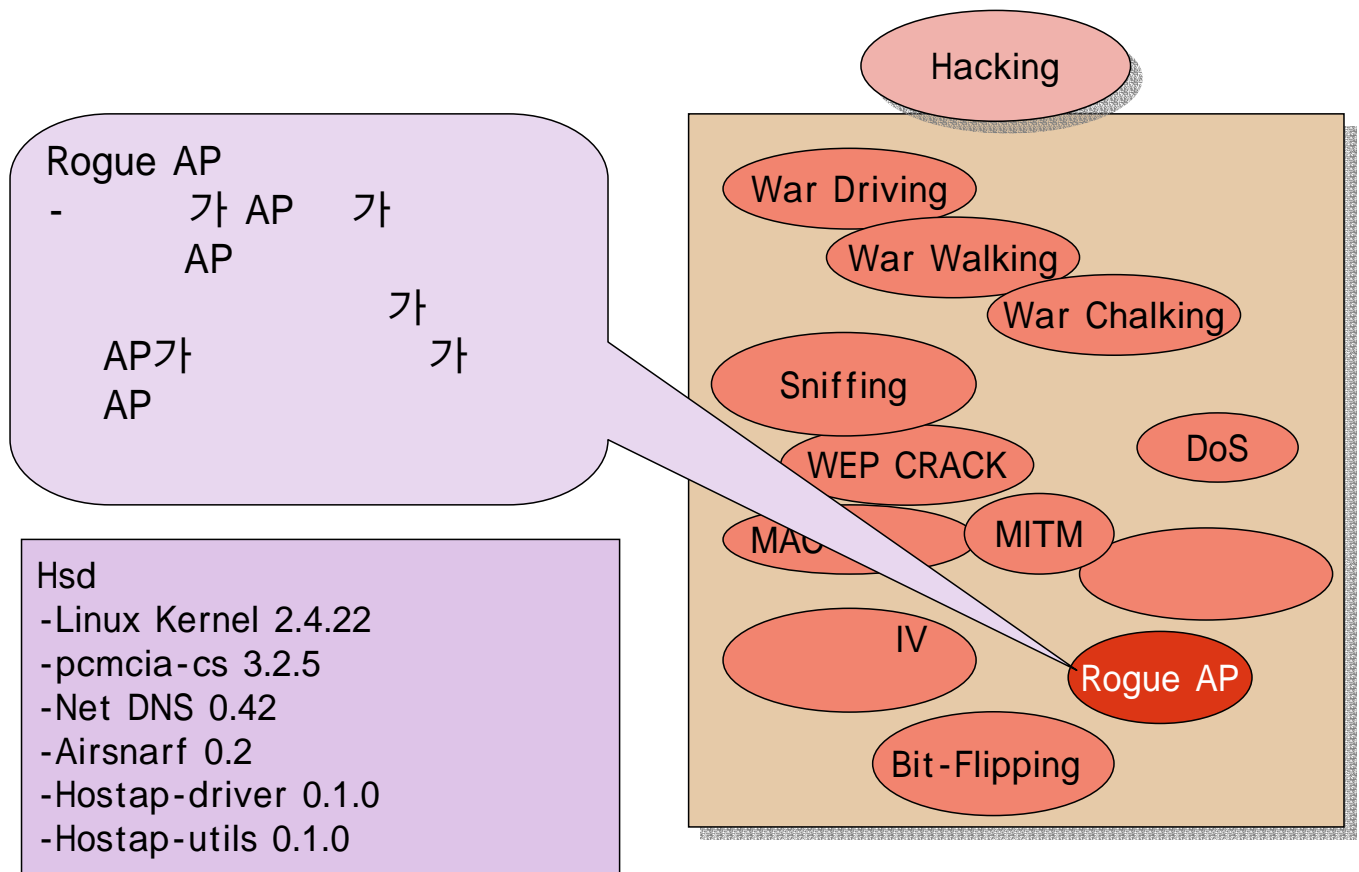 Hacking
Rogue AP
- 가 AP 가
AP
가
AP가 가
AP
War Driving
War Walking
War Chalking
Sniffing
DoS
WEP CRACK
MITM
IV
Rogue AP
Bit-Flipping
Hsd
-Linux Kernel 2.4.22
-pcmcia-cs 3.2.5
-Net DNS 0.42
-Airsnarf 0.2
-Hostap-driver 0.1.0
-Hostap-utils 0.1.0